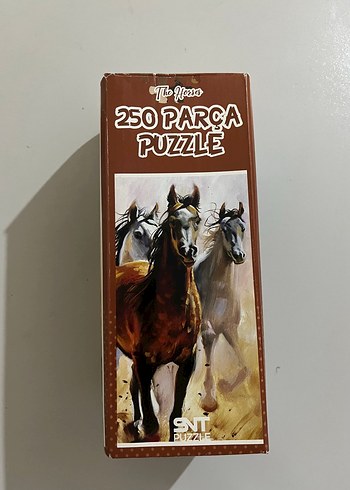 The Horses
250 PARÇA
PUZZLE
SNT
PUZZLE